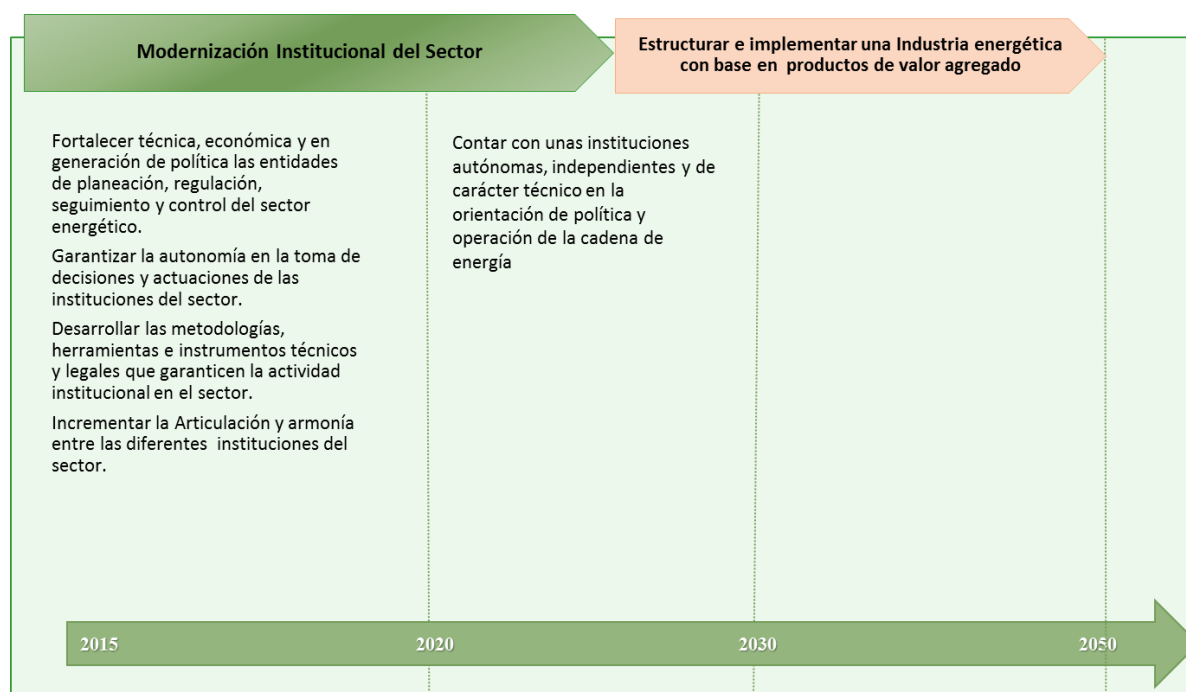 Modernización Institucional del Sector
Estructurar e implementar una Industria energética
con base en productos de valor agregado
Fortalecer técnica, económica y en
generación de política las entidades
de planeación, regulación,
seguimiento y control del sector
energético.
Garantizar la autonomía en la toma de
decisiones y actuaciones de las
instituciones del sector.
Desarrollar las metodologías,
herramientas e instrumentos técnicos
y legales que garanticen la actividad
institucional en el sector.
Incrementar la Articulación y armonía
entre las diferentes instituciones del
sector.
Contar con unas instituciones
autónomas, independientes y de
carácter técnico en la
orientación de política y
operación de la cadena de
energía
2015
2020
2030
2050